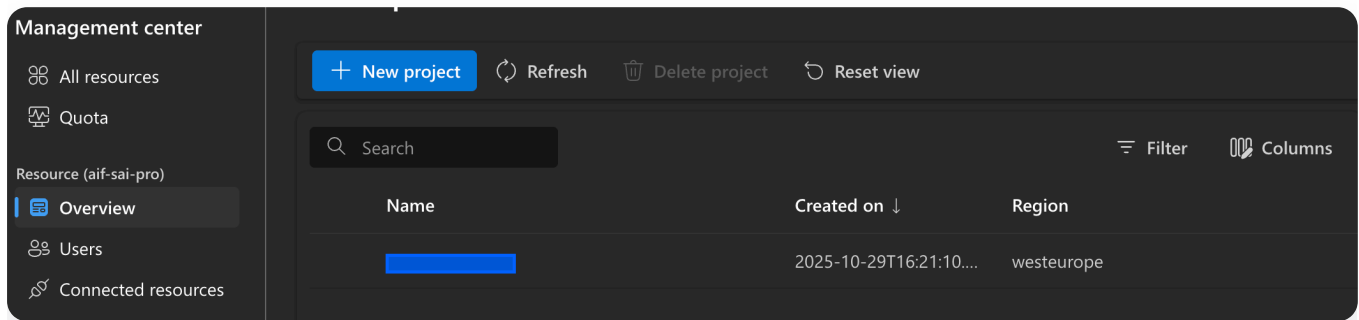 Management center
All resources
Quota
Resource (aif-sai-pro)
Overview
Users
Connected resources
New project Refresh Delete project Reset view
Search Filter Columns
Name Created on ↓ Region
2025-10-29T16:21:10.... westeurope